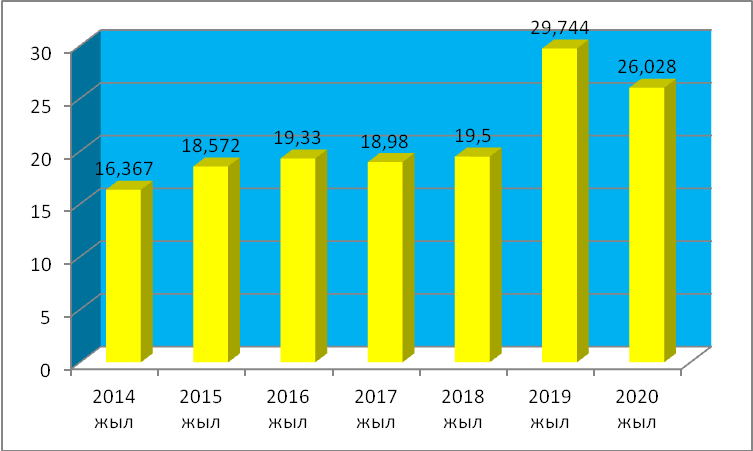 30
25
20
15
10
5
0
16,367
18,572
19,33
18,98
19,5
29,744
26,028
2014 жыл
2015 жыл
2016 жыл
2017 жыл
2018 жыл
2019 жыл
2020 жыл